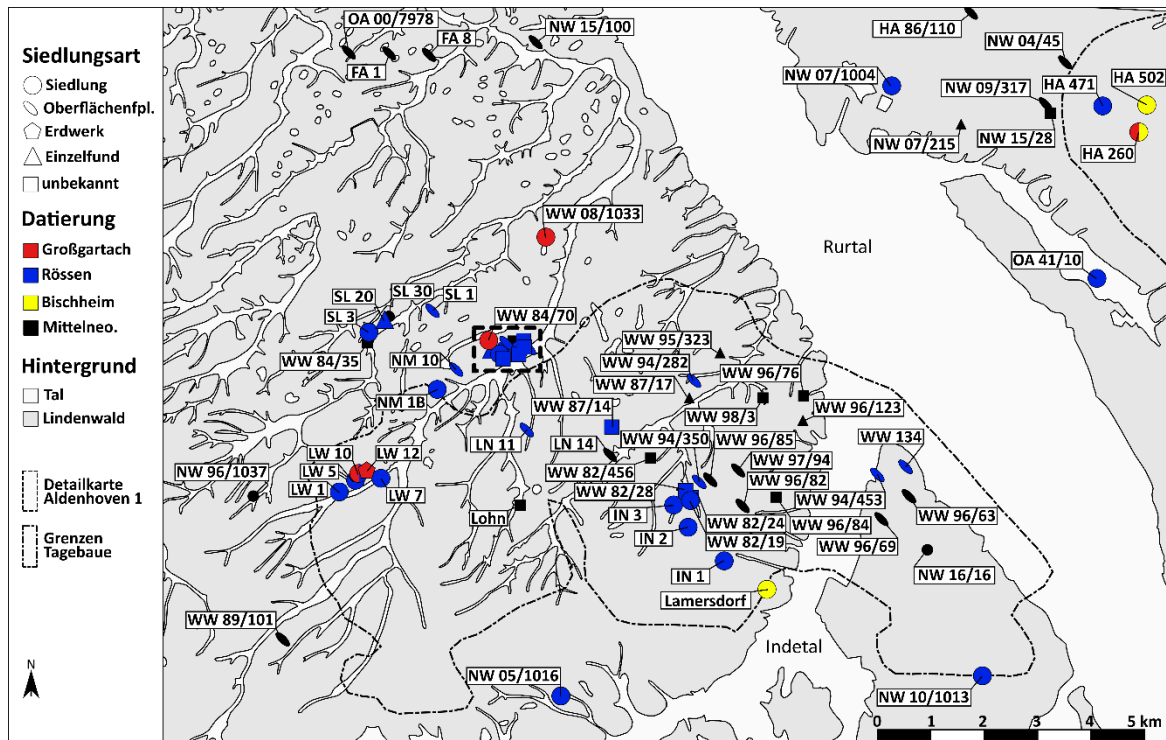 Siedlungsart
Siedlung
Oberflächenfpl.
Erdwerk
Einzelfund
unbekannt
Datierung
Großgartach
Rössen
Bischheim
Mittelneo.
Hintergrund
Tal
Lindenwald
Detailkarte
Aldenhoven 1
Grenzen
Tagebaue
N
OA 00/7978
FA 8
FA 1
NW 15/100
HA 86/110
NW 04/45
NW 07/1004
HA 471
HA 502
NW 09/317
NW 07/215
NW 15/28
HA 260
WW 08/1033
Rurtal
OA 41/10
SL 20
SL 30
SL 1
SL 3
WW 84/70
WW 84/35
NM 10
NM 1B
WW 95/323
WW 94/282
WW 96/76
WW 87/17
WW 87/14
WW 98/3
WW 96/123
LN 11
LN 14
WW 94/350
WW 96/85
WW 134
LW 10
LW 12
LW 5
NW 96/1037
WW 82/456
WW 97/94
WW 96/82
LW 1
LW 7
WW 82/28
WW 94/453
Lohn
IN 3
WW 82/24
WW 96/84
WW 96/63
IN 2
WW 82/19
WW 96/69
IN 1
NW 16/16
Lamersdorf
WW 89/101
Indetal
NW 05/1016
NW 10/1013
0 1 2 3 4 5 km